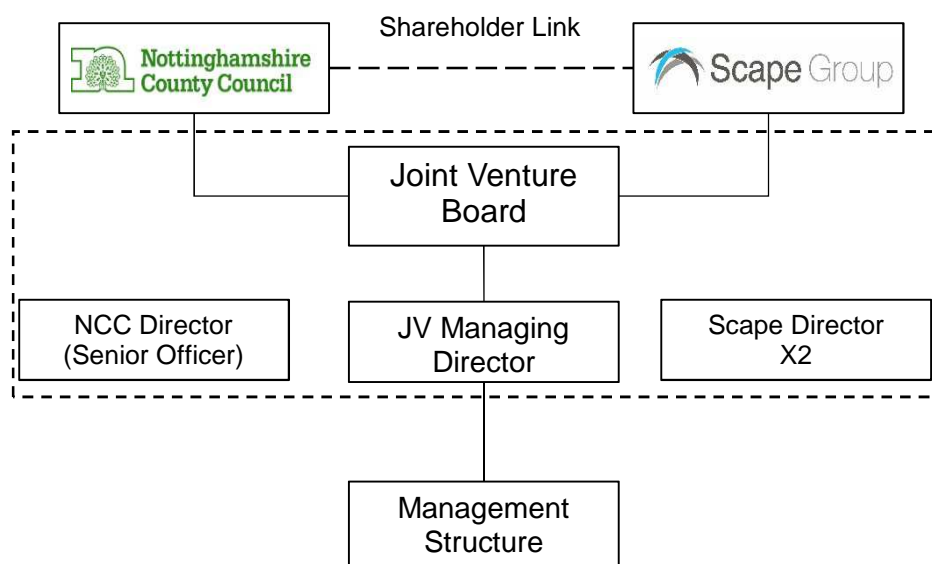 Shareholder Link
Nottinghamshire
County Council
Scape Group
Joint Venture
Board
NCC Director
(Senior Officer)
JV Managing
Director
Scape Director
X2
Management
Structure